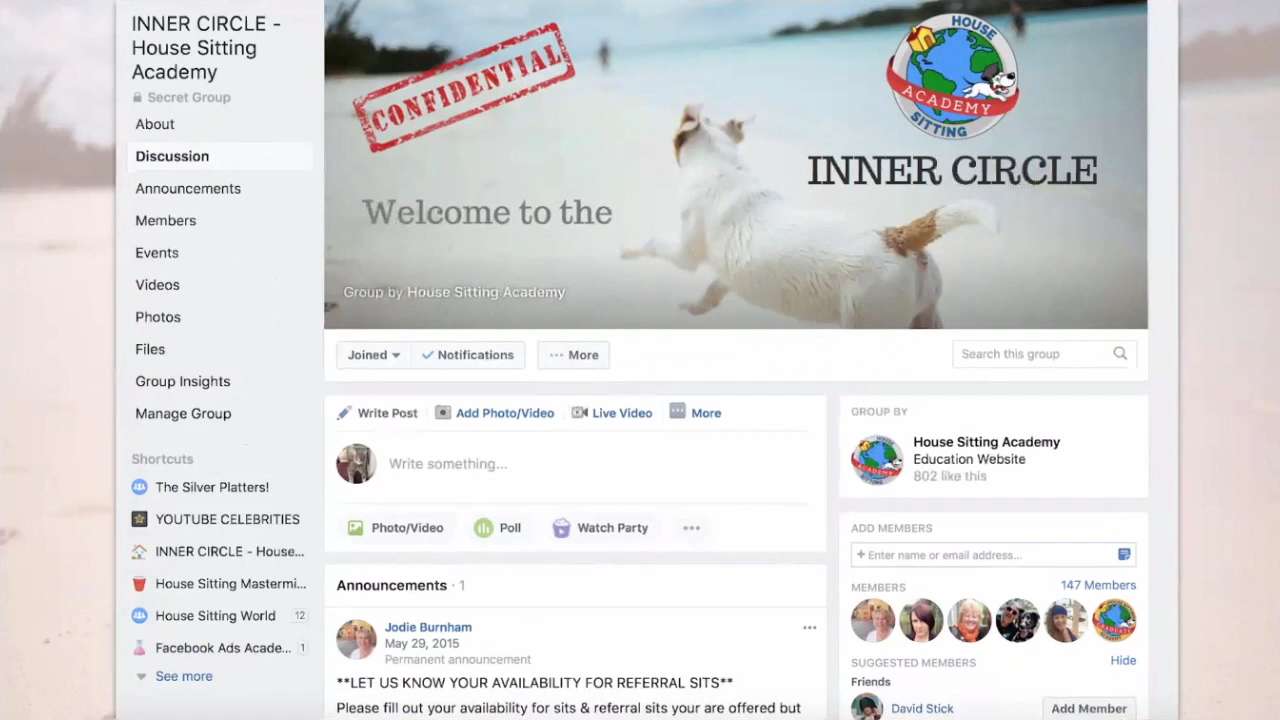 INNER CIRCLE -
House Sitting
Academy
Secret Group
About
Discussion
Announcements
Members
Events
Videos
Photos
Files
Group Insights
Manage Group
Shortcuts
The Silver Platters!
YOUTUBE CELEBRITIES
INNER CIRCLE - House...
House Sitting Mastermi...
House Sitting World 12
Facebook Ads Acade... 1
See more
CONFIDENTIAL
HOUSE
ACADEMY
SITTING
INNER CIRCLE
Welcome to the
Group by House Sitting Academy
Joined
Notifications
More
Search this group
Write Post
Add Photo/Video
Live Video
More
Write something...
Photo/Video
Poll
Watch Party
Announcements · 1
Jodie Burnham
May 29, 2015
Permanent announcement
**LET US KNOW YOUR AVAILABILITY FOR REFERRAL SITS**
Please fill out your availability for sits & referral sits your are offered but
GROUP BY
House Sitting Academy
Education Website
802 like this
HOUSE
ACADEMY
SITTING
ADD MEMBERS
+ Enter name or email address...
MEMBERS
147 Members
SUGGESTED MEMBERS
Hide
Friends
David Stick
Add Member